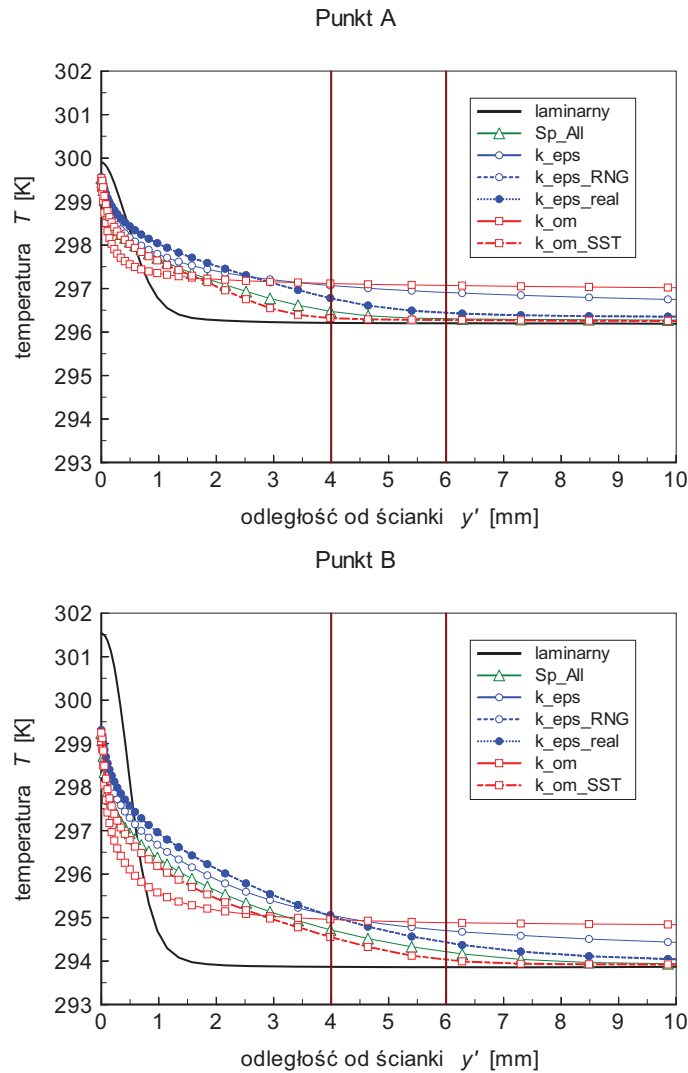 Punkt A
302
301
300
299
298
297
296
295
294
293
temperatura T [K]
laminarny
Sp_All
k_eps
k_eps_RNG
k_eps_real
k_om
k_om_SST
0 1 2 3 4 5 6 7 8 9 10
odległość od ścianki y' [mm]
Punkt B
302
301
300
299
298
297
296
295
294
293
temperatura T [K]
laminarny
Sp_All
k_eps
k_eps_RNG
k_eps_real
k_om
k_om_SST
0 1 2 3 4 5 6 7 8 9 10
odległość od ścianki y' [mm]